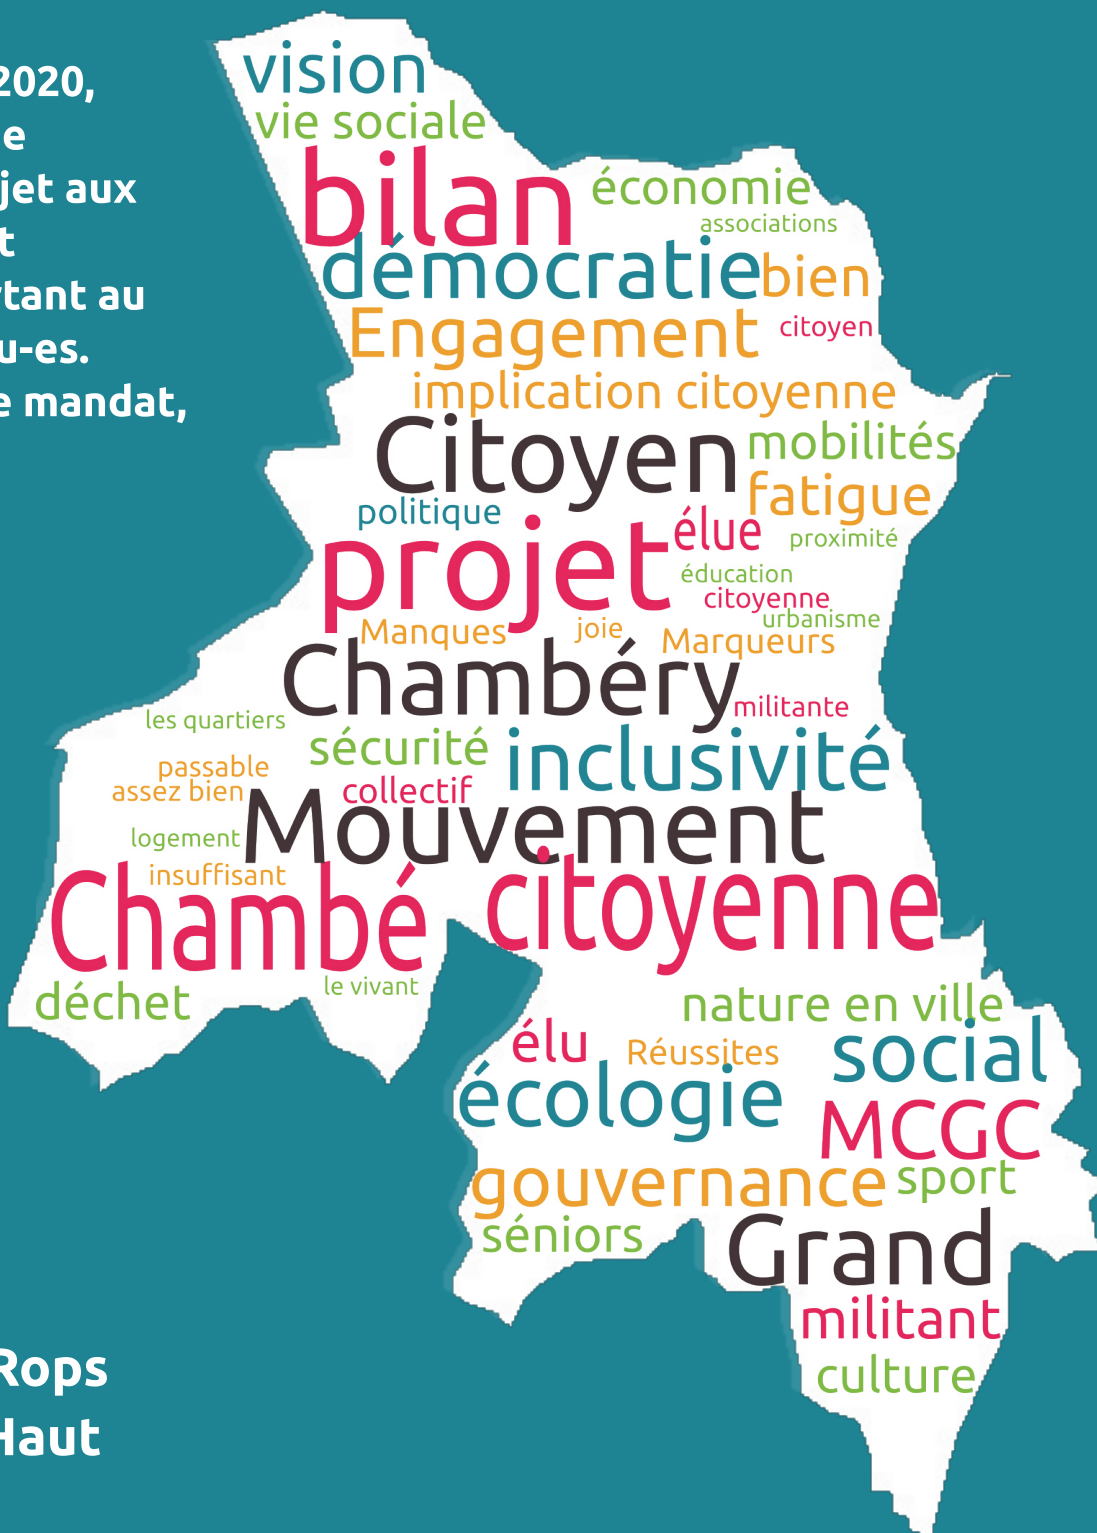 2020,
e
jet aux
t
rtant au
u-es.
e mandat,
vision
vie sociale
bilan
économie
associations
démocratie
bien
Engagement
citoyen
implication citoyenne
Citoyen
mobilités
fatigue
politique
élue
proximité
projet
éducation
citoyenne
urbanisme
Manques
joie
Marqueurs
Chambéry
militante
les quartiers
sécurité
inclusivité
passable
assez bien
collectif
Mouvement
logement
insuffisant
Chambé
citoyenne
le vivant
déchet
nature en ville
élu
Réussites
social
écologie
MCGC
gouvernance
sport
séniors
Grand
militant
culture
Rops
Haut